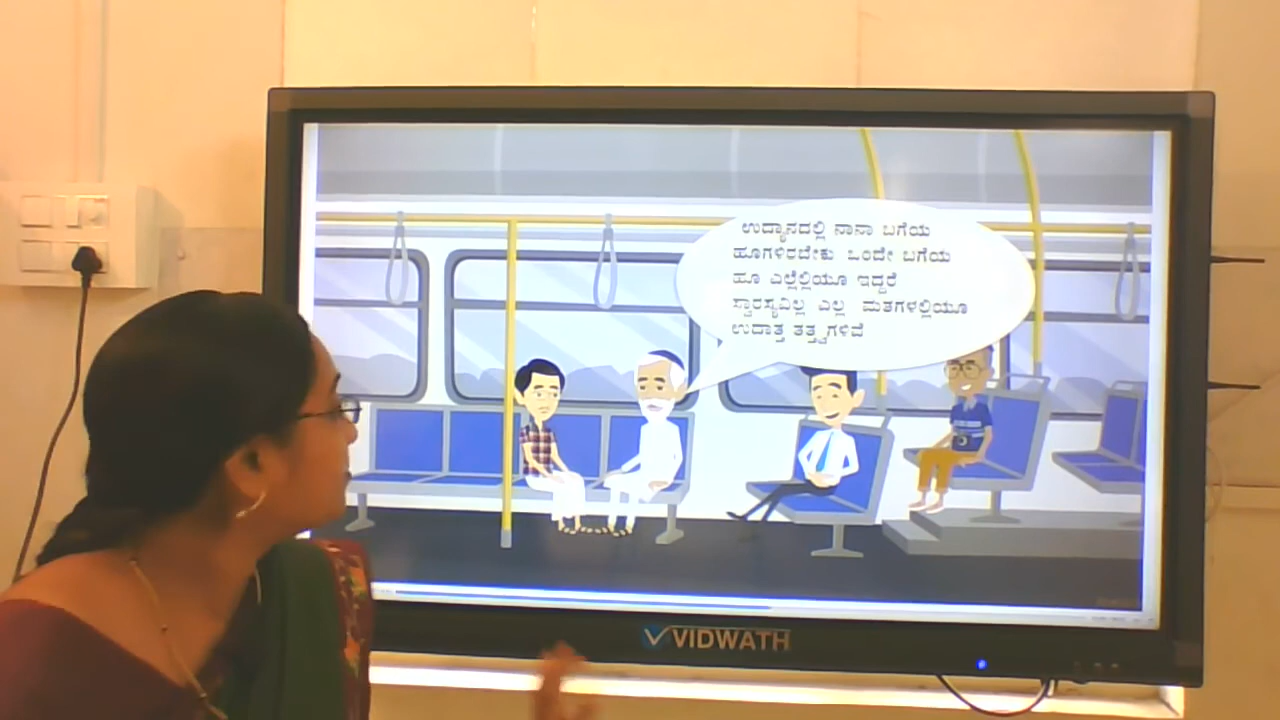 ಉದ್ಯಾನದಲ್ಲಿ ನಾನಾ ಬಗೆಯ
ಹೂಗಳಿರಬೇಕು ಒಂದೇ ಬಗೆಯ
ಹೂ ಎಲ್ಲೆಲ್ಲಿಯೂ ಇದ್ದರೆ
ಸ್ವಾರಸ್ಯವಿಲ್ಲ ಎಲ್ಲ ಮತಗಳಲ್ಲಿಯೂ
ಉದಾತ್ತ ತತ್ತ್ವಗಳಿವೆ
VIDWATH